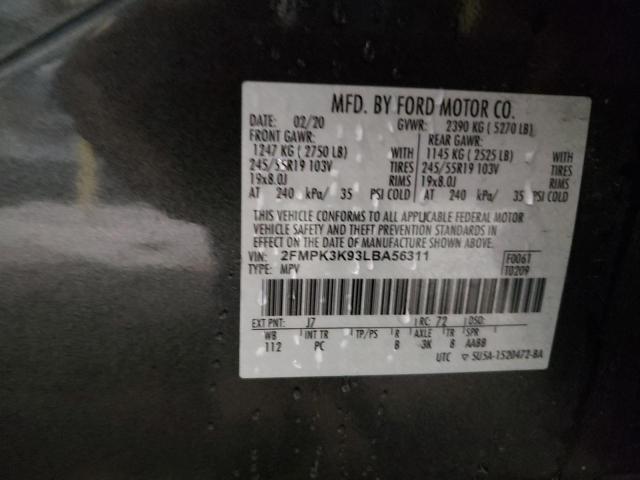 MFD. BY FORD MOTOR CO.
DATE: 02/20 GVWR: 2390 KG ( 5270 LB)
FRONT GAWR: REAR GAWR:
1247 KG ( 2750 LB) WITH 1145 KG ( 2525 LB) WITH
245/55R19 103V TIRES 245/55R19 103V TIRES
19x8.0J RIMS 19x8.0J RIMS
AT 240 kPa/ 35 PSI COLD AT 240 kPa/ 35 PSI COLD
THIS VEHICLE CONFORMS TO ALL APPLICABLE FEDERAL MOTOR
VEHICLE SAFETY AND THEFT PREVENTION STANDARDS IN
EFFECT ON THE DATE OF MANUFACTURE SHOWN ABOVE.
VIN: 2FMPK3K93LBA56311 F0061
TYPE: MPV T0209
EXT PNT: J7 RC: 72 DSO:
WB INT TR TP/PS R AXLE TR SPR
112 PC B -3K 8 AABB
UTC ▽ 5U5A-1520472-BA